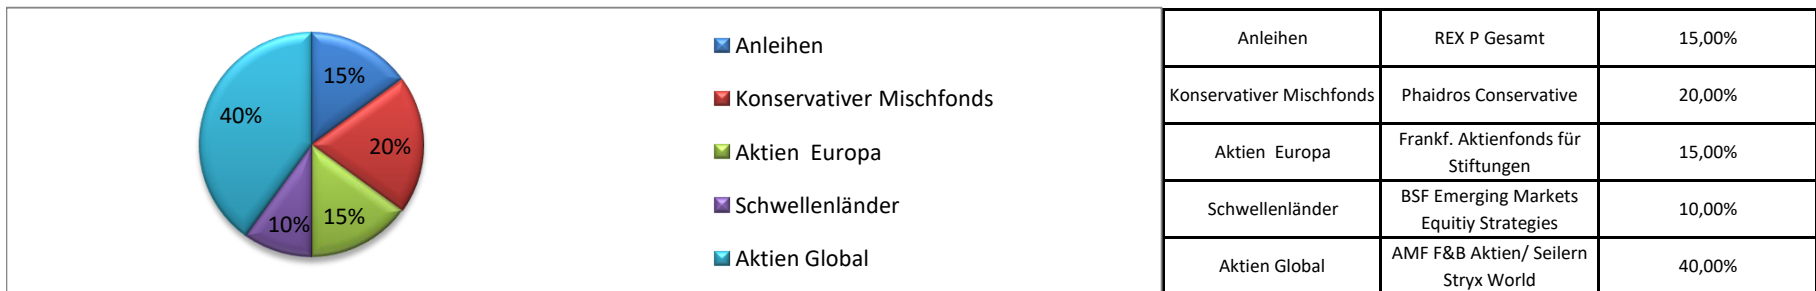 15%
20%
15%
10%
40%
Anleihen
Konservativer Mischfonds
Aktien  Europa
Schwellenländer
Aktien Global
Anleihen
REX P Gesamt
15,00%
Konservativer Mischfonds
Phaidros Conservative
20,00%
Aktien  Europa
Frankf. Aktienfonds für
Stiftungen
15,00%
Schwellenländer
BSF Emerging Markets
Equitiy Strategies
10,00%
Aktien Global
AMF F&B Aktien/ Seilern
Stryx World
40,00%